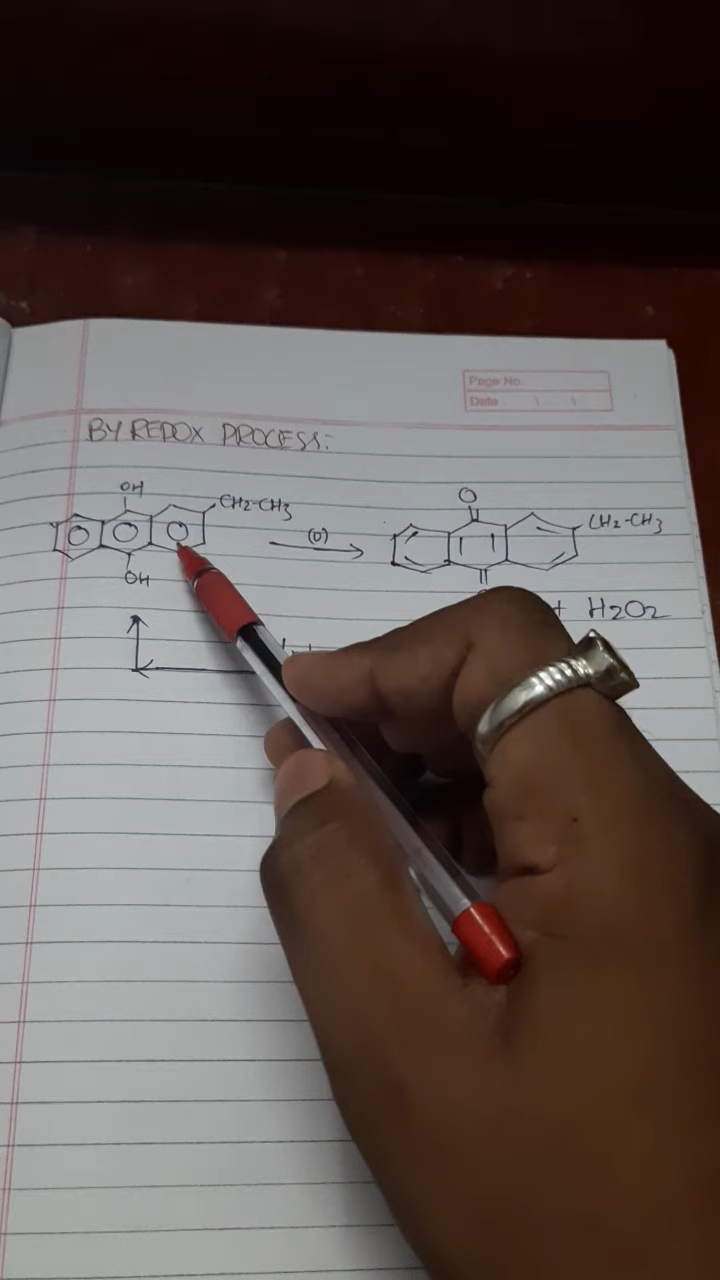 Page No.
Date
BY REDOX PROCESS:
OH
CH2-CH3
OH
(O)
O
CH2-CH3
+ H2O2